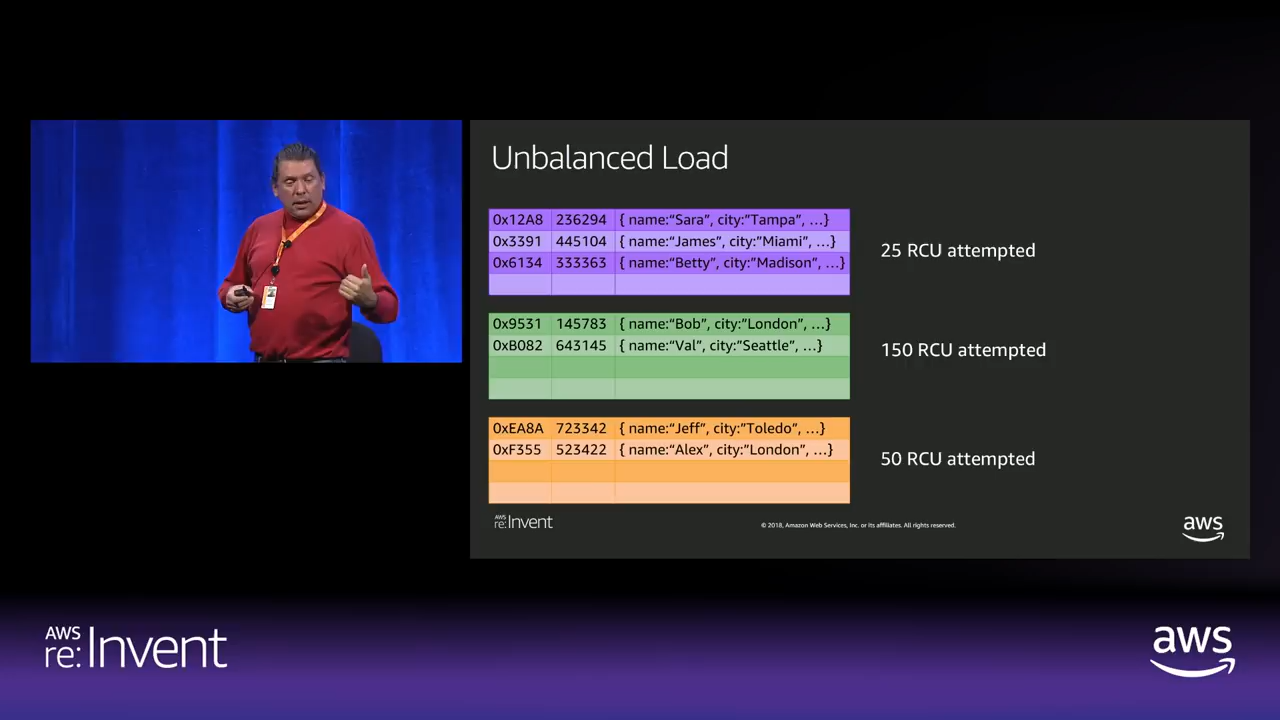 Unbalanced Load
0x12A8 236294 { name:“Sara”, city:”Tampa”, …}
0x3391 445104 { name:“James”, city:”Miami”, …}
0x6134 333363 { name:“Betty”, city:”Madison”, …}
25 RCU attempted
0x9531 145783 { name:“Bob”, city:”London”, …}
0xB082 643145 { name:“Val”, city:”Seattle”, …}
150 RCU attempted
0xEA8A 723342 { name:“Jeff”, city:”Toledo”, …}
0xF355 523422 { name:“Alex”, city:”London”, …}
50 RCU attempted
AWS
re:Invent
© 2018, Amazon Web Services, Inc. or its affiliates. All rights reserved.
aws
AWS
re:Invent
aws